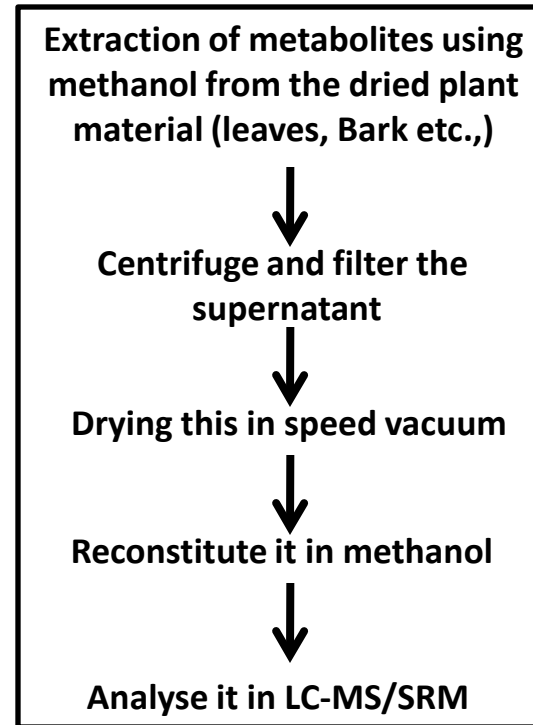 Extraction of metabolites using
methanol from the dried plant
material (leaves, Bark etc.,)
Centrifuge and filter the
supernatant
Drying this in speed vacuum
Reconstitute it in methanol
Analyse it in LC-MS/SRM